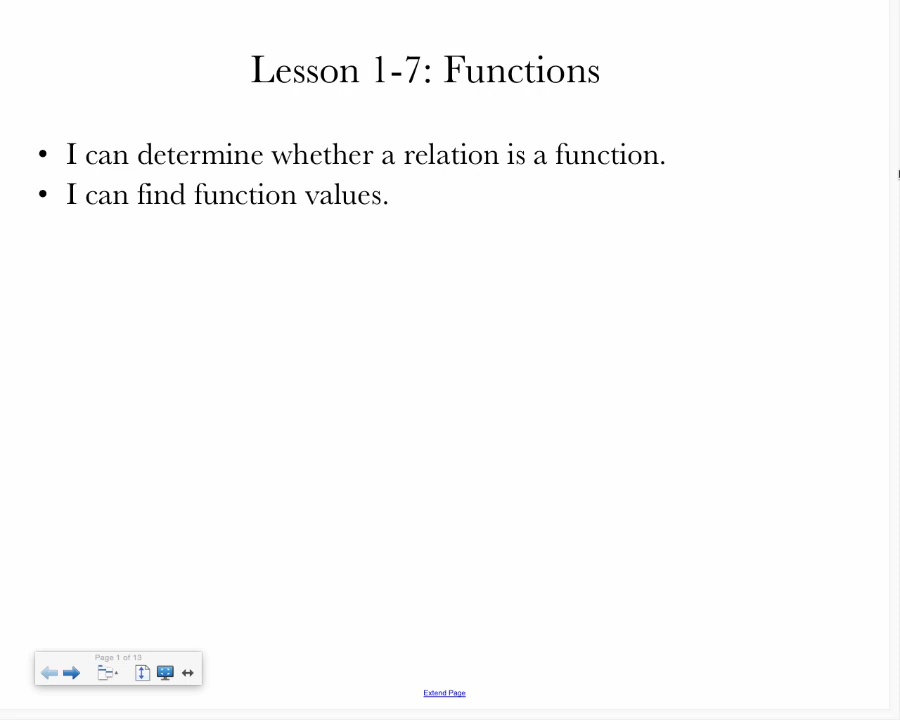 Lesson 1-7: Functions
• I can determine whether a relation is a function.
• I can find function values.
Page 1 of 13
Extend Page